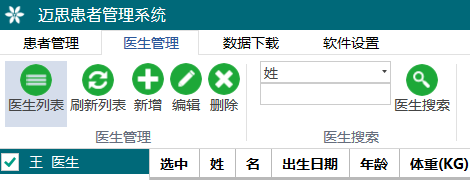 迈思患者管理系统
患者管理 医生管理 数据下载 软件设置
姓
医生列表 刷新列表 新增 编辑 删除 医生搜索
医生管理 医生搜索
王 医生 选中 姓 名 出生日期 年龄 体重(KG)